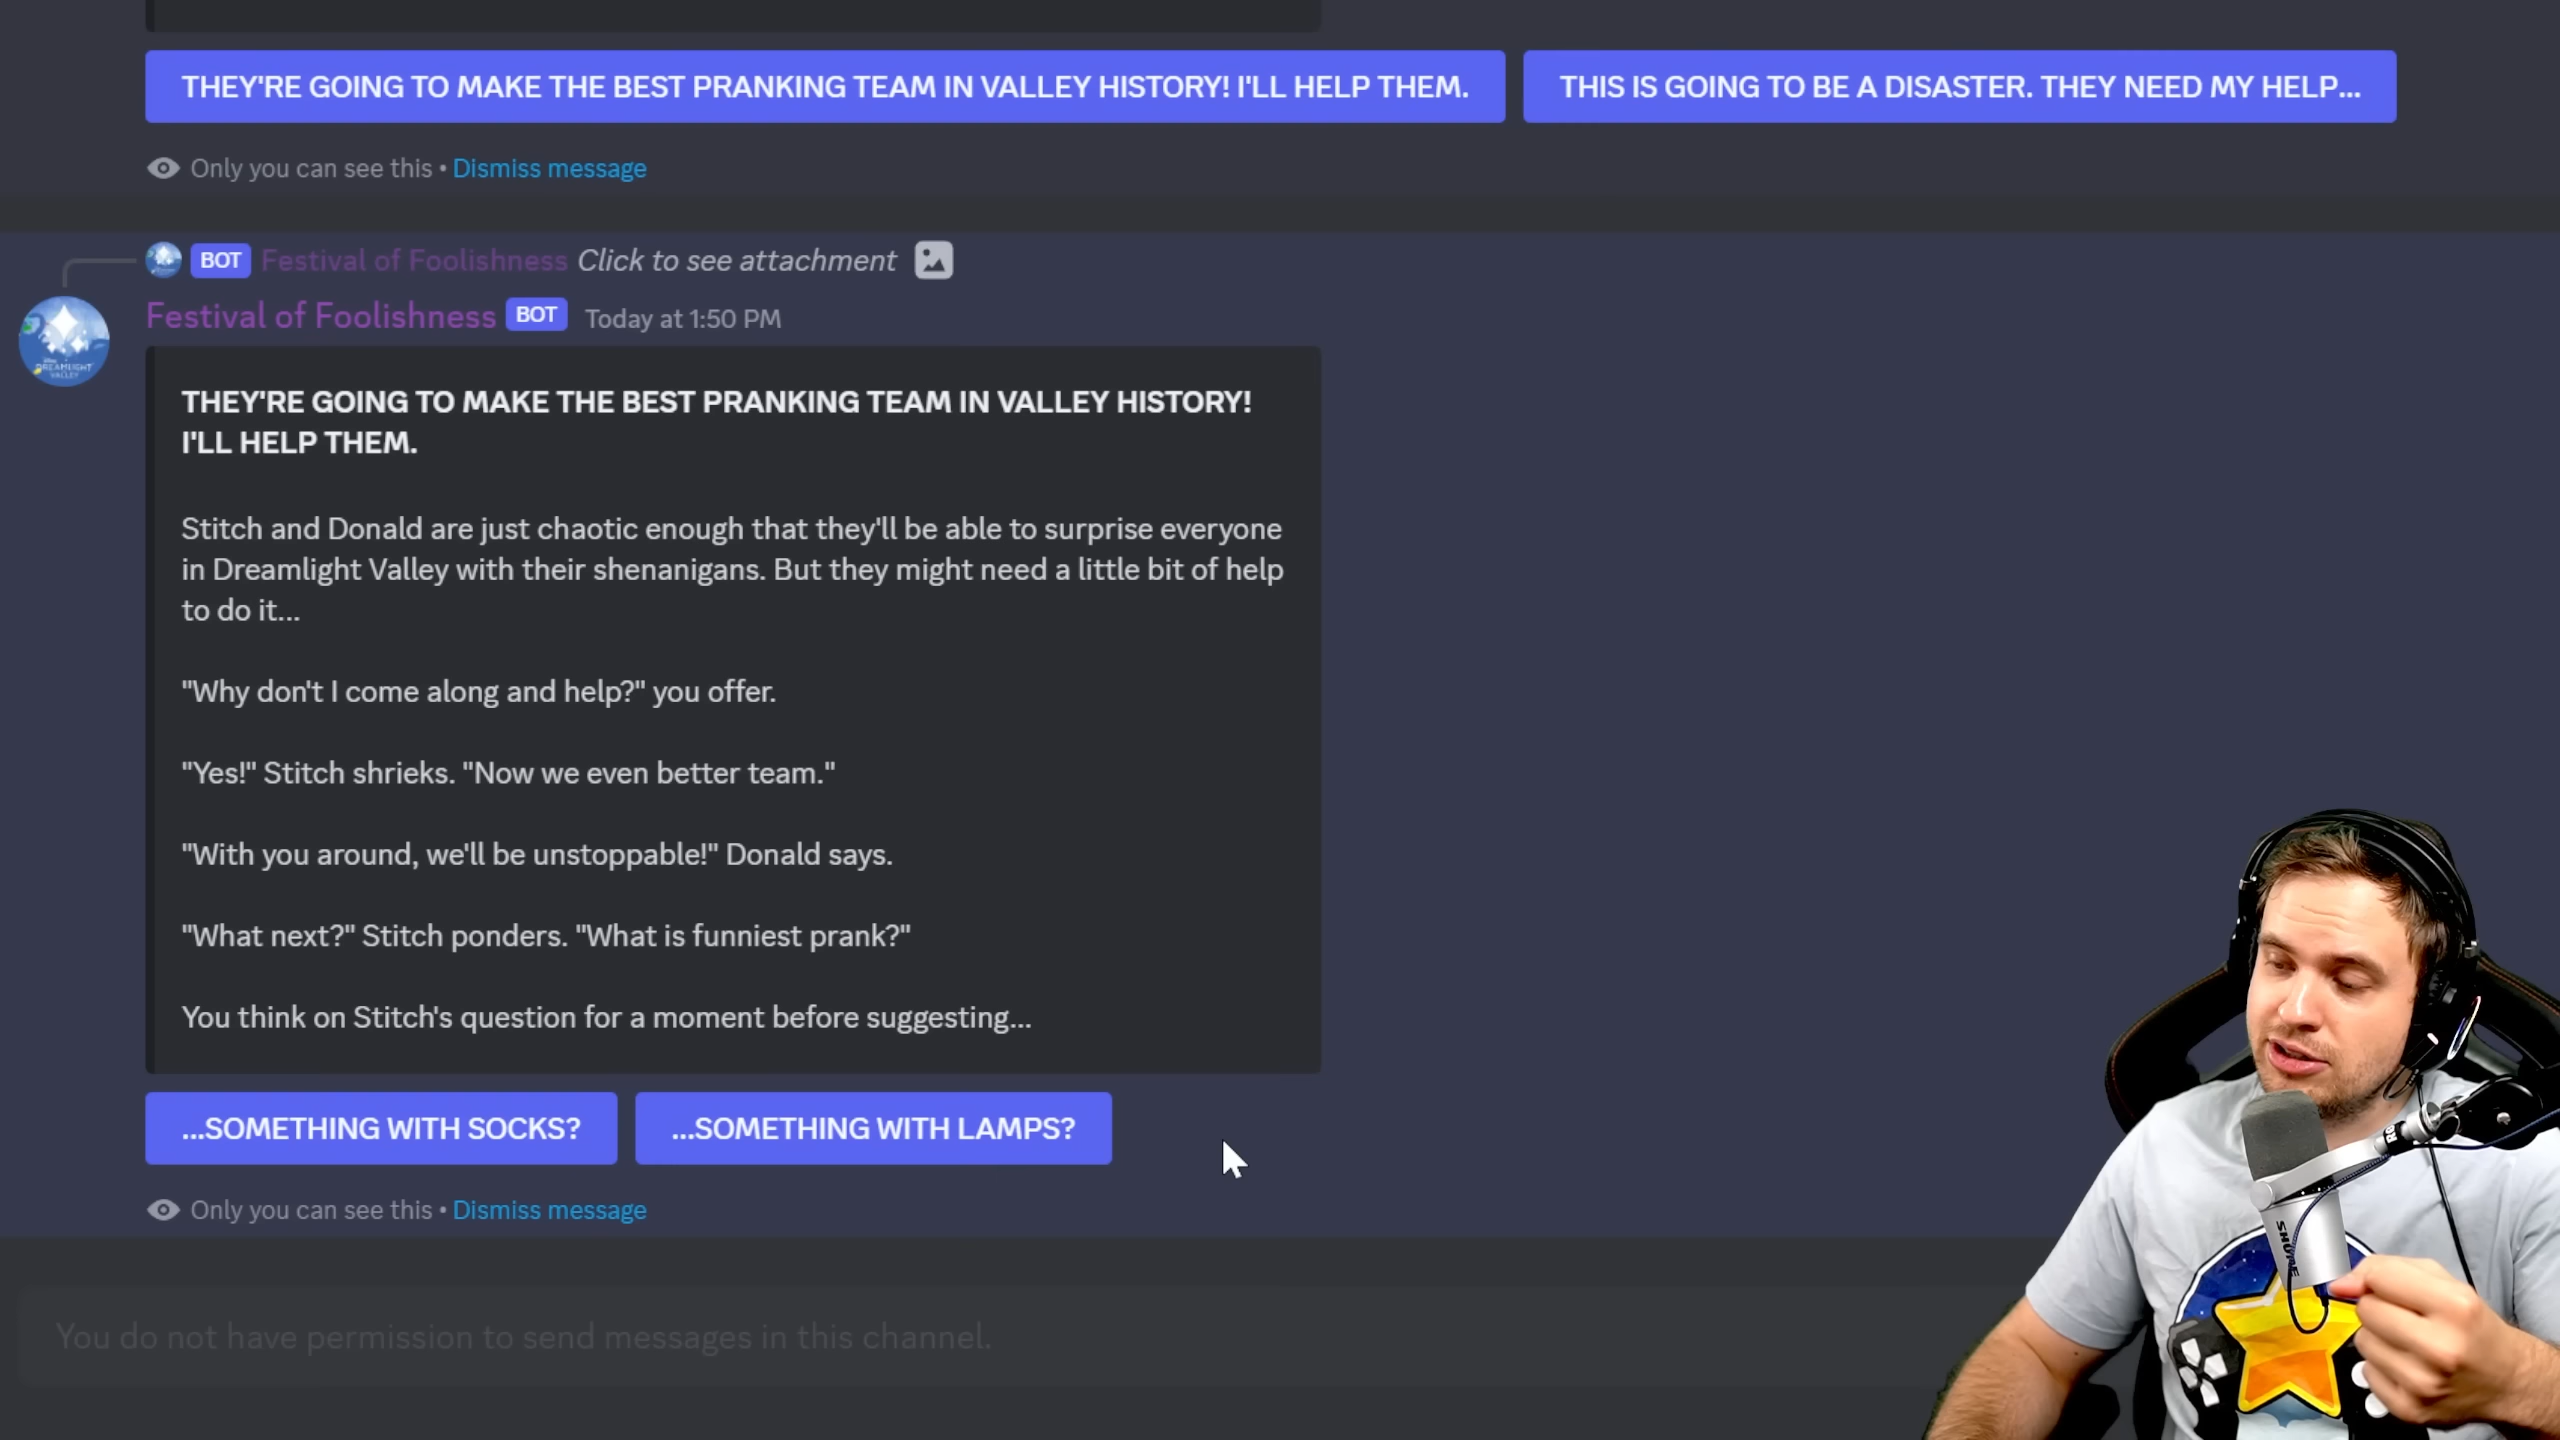 THEY'RE GOING TO MAKE THE BEST PRANKING TEAM IN VALLEY HISTORY! I'LL HELP THEM.
THIS IS GOING TO BE A DISASTER. THEY NEED MY HELP...
Only you can see this • Dismiss message
BOT Festival of Foolishness Click to see attachment
Festival of Foolishness BOT Today at 1:50 PM
DREAMLIGHT
VALLEY
THEY'RE GOING TO MAKE THE BEST PRANKING TEAM IN VALLEY HISTORY!
I'LL HELP THEM.
Stitch and Donald are just chaotic enough that they'll be able to surprise everyone
in Dreamlight Valley with their shenanigans. But they might need a little bit of help
to do it...
"Why don't I come along and help?" you offer.
"Yes!" Stitch shrieks. "Now we even better team."
"With you around, we'll be unstoppable!" Donald says.
"What next?" Stitch ponders. "What is funniest prank?"
You think on Stitch's question for a moment before suggesting...
...SOMETHING WITH SOCKS?
...SOMETHING WITH LAMPS?
Only you can see this • Dismiss message
You do not have permission to send messages in this channel.
SHURE